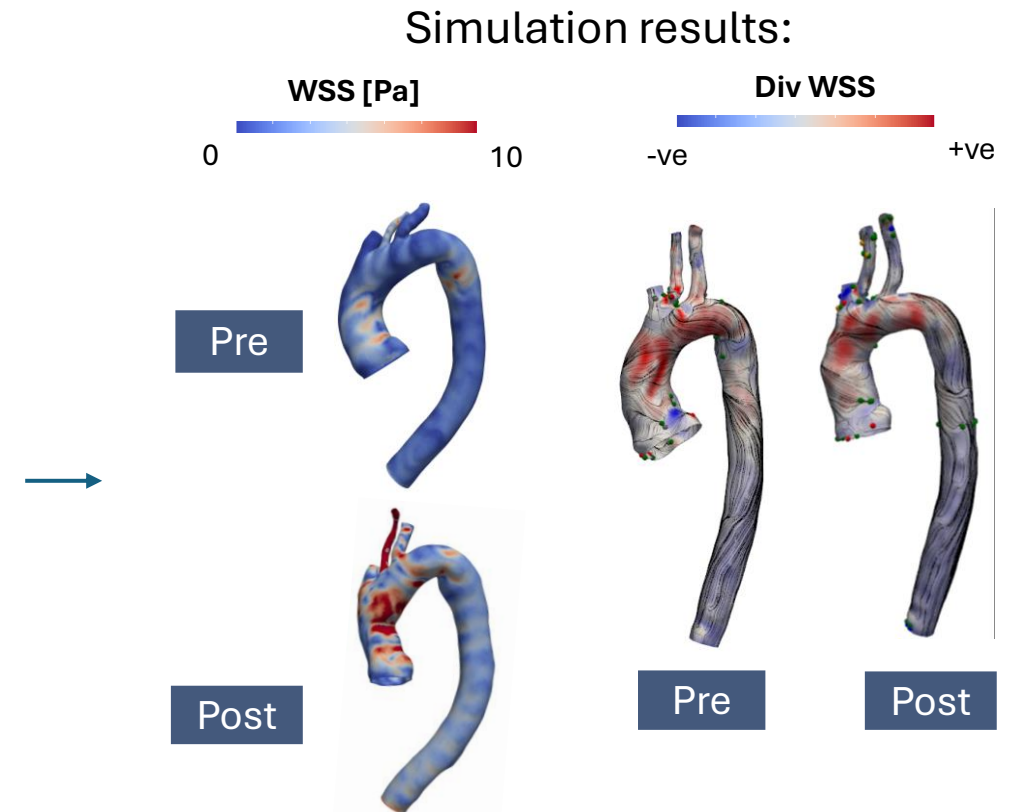 Simulation results:
WSS [Pa]
0
10
Div WSS
-ve
+ve
Pre
Post
Pre
Post